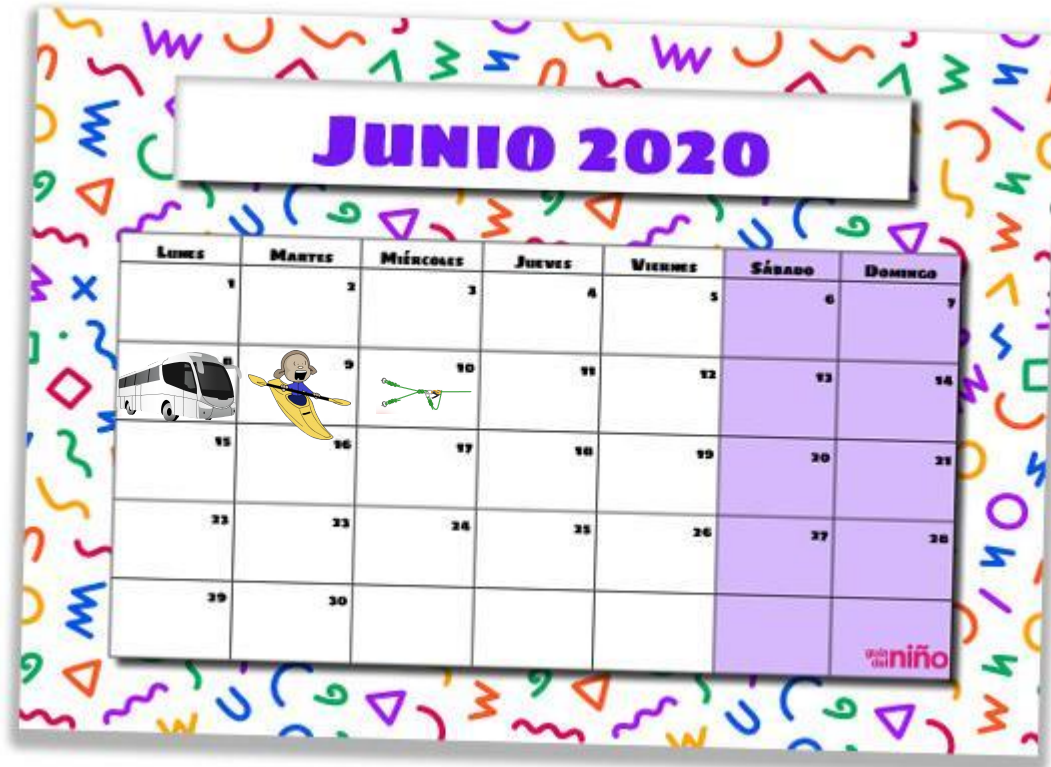 JUNIO 2020
LUNES MARTES MIÉRCOLES JUEVES VIERNES SÁBADO DOMINGO
1 2 3 4 5 6 7
8 9 10 11 12 13 14
15 16 17 18 19 20 21
22 23 24 25 26 27 28
29 30
guía
del niño